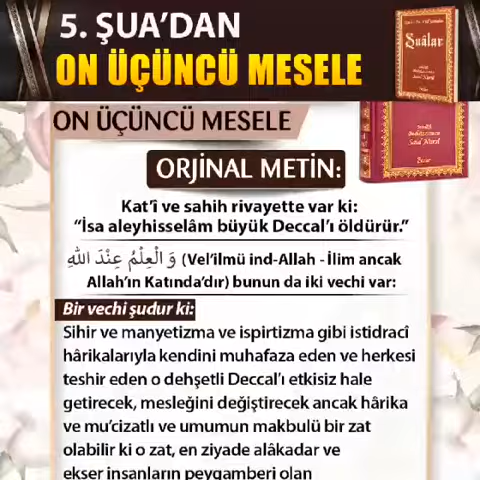 5. ŞUA’DAN
ON ÜÇÜNCÜ MESELE
Şuâlar
ON ÜÇÜNCÜ MESELE
ORJİNAL METİN:
Kat’î ve sahih rivayette var ki:
“İsa aleyhisselâm büyük Deccal’ı öldürür.”
وَ الْعِلْمُ عِنْدَ اللهِ (Vel’ilmü ind-Allah - İlim ancak
Allah’ın Katında’dır) bunun da iki vechi var:
Bir vechi şudur ki:
Sihir ve manyetizma ve ispirtizma gibi istidracî
hârikalarıyla kendini muhafaza eden ve herkesi
teshir eden o dehşetli Deccal’ı etkisiz hale
getirecek, mesleğini değiştirecek ancak hârika
ve mu’cizatlı ve umumun makbulü bir zat
olabilir ki o zat, en ziyade alâkadar ve
ekser insanların peygamberi olan